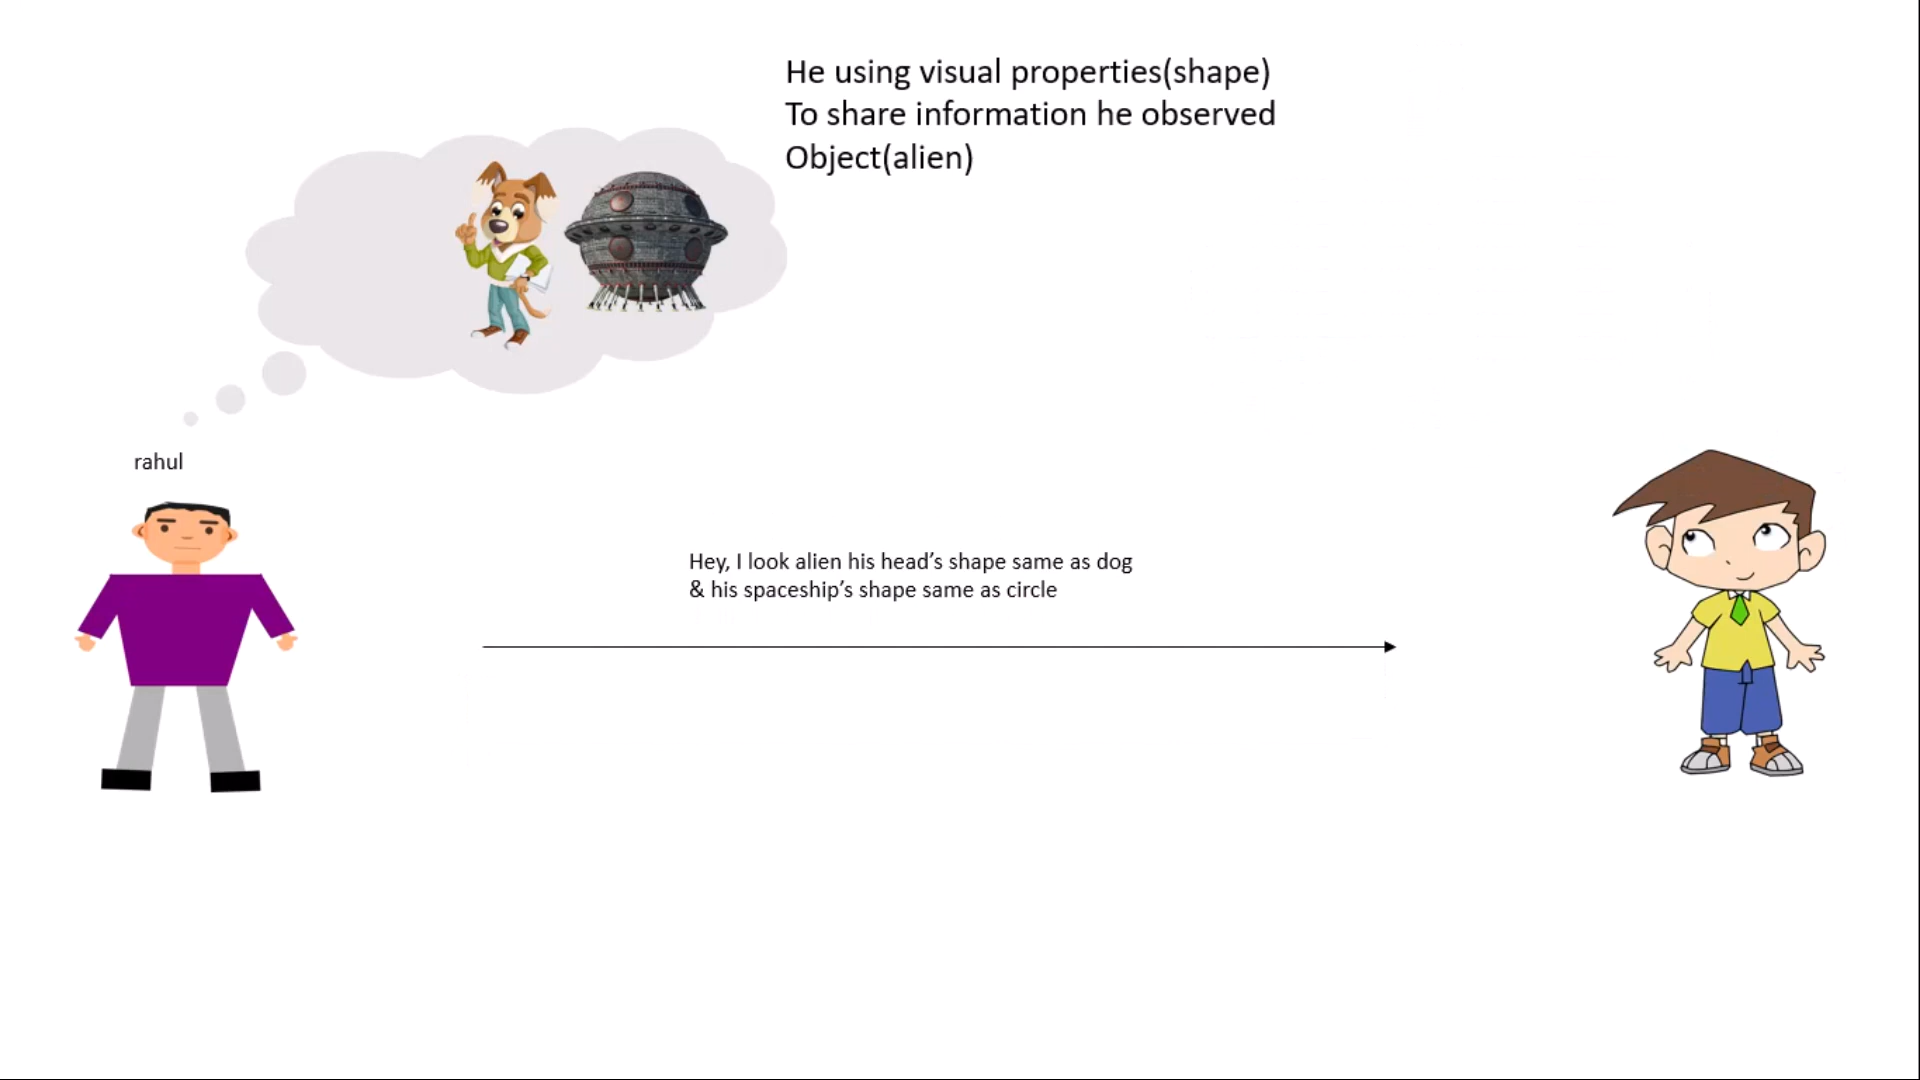 He using visual properties(shape)
To share information he observed
Object(alien)
rahul
Hey, I look alien his head’s shape same as dog
& his spaceship’s shape same as circle